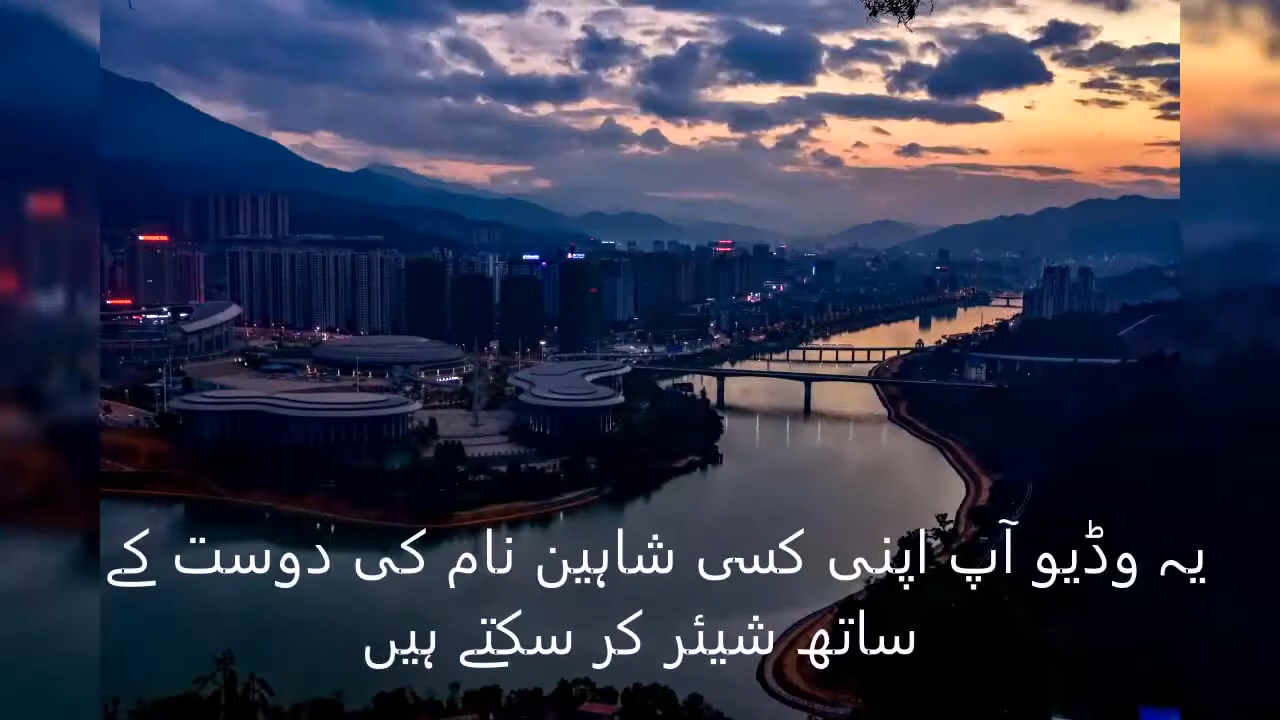 یہ وڈیو آپ اپنی کسی شاہین نام کی دوست کے
ساتھ شیئر کر سکتے ہیں